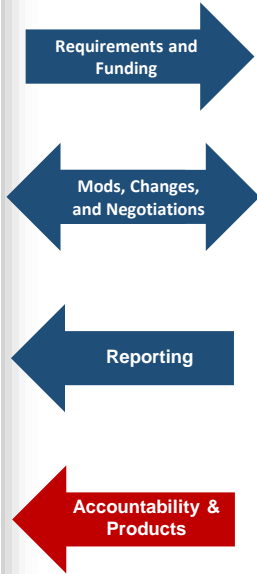 Requirements and
Funding
Mods, Changes,
and Negotiations
Reporting
Accountability &
Products